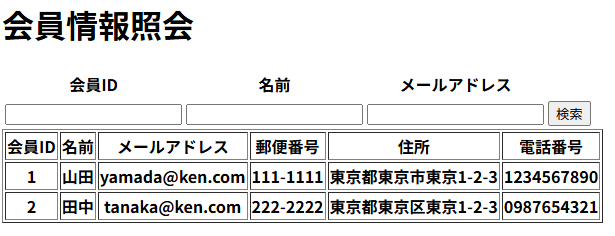 会員情報照会
会員ID 名前 メールアドレス
検索
会員ID 名前 メールアドレス 郵便番号 住所 電話番号
1 山田 yamada@ken.com 111-1111 東京都東京市東京1-2-3 1234567890
2 田中 tanaka@ken.com 222-2222 東京都東京区東京1-2-3 0987654321